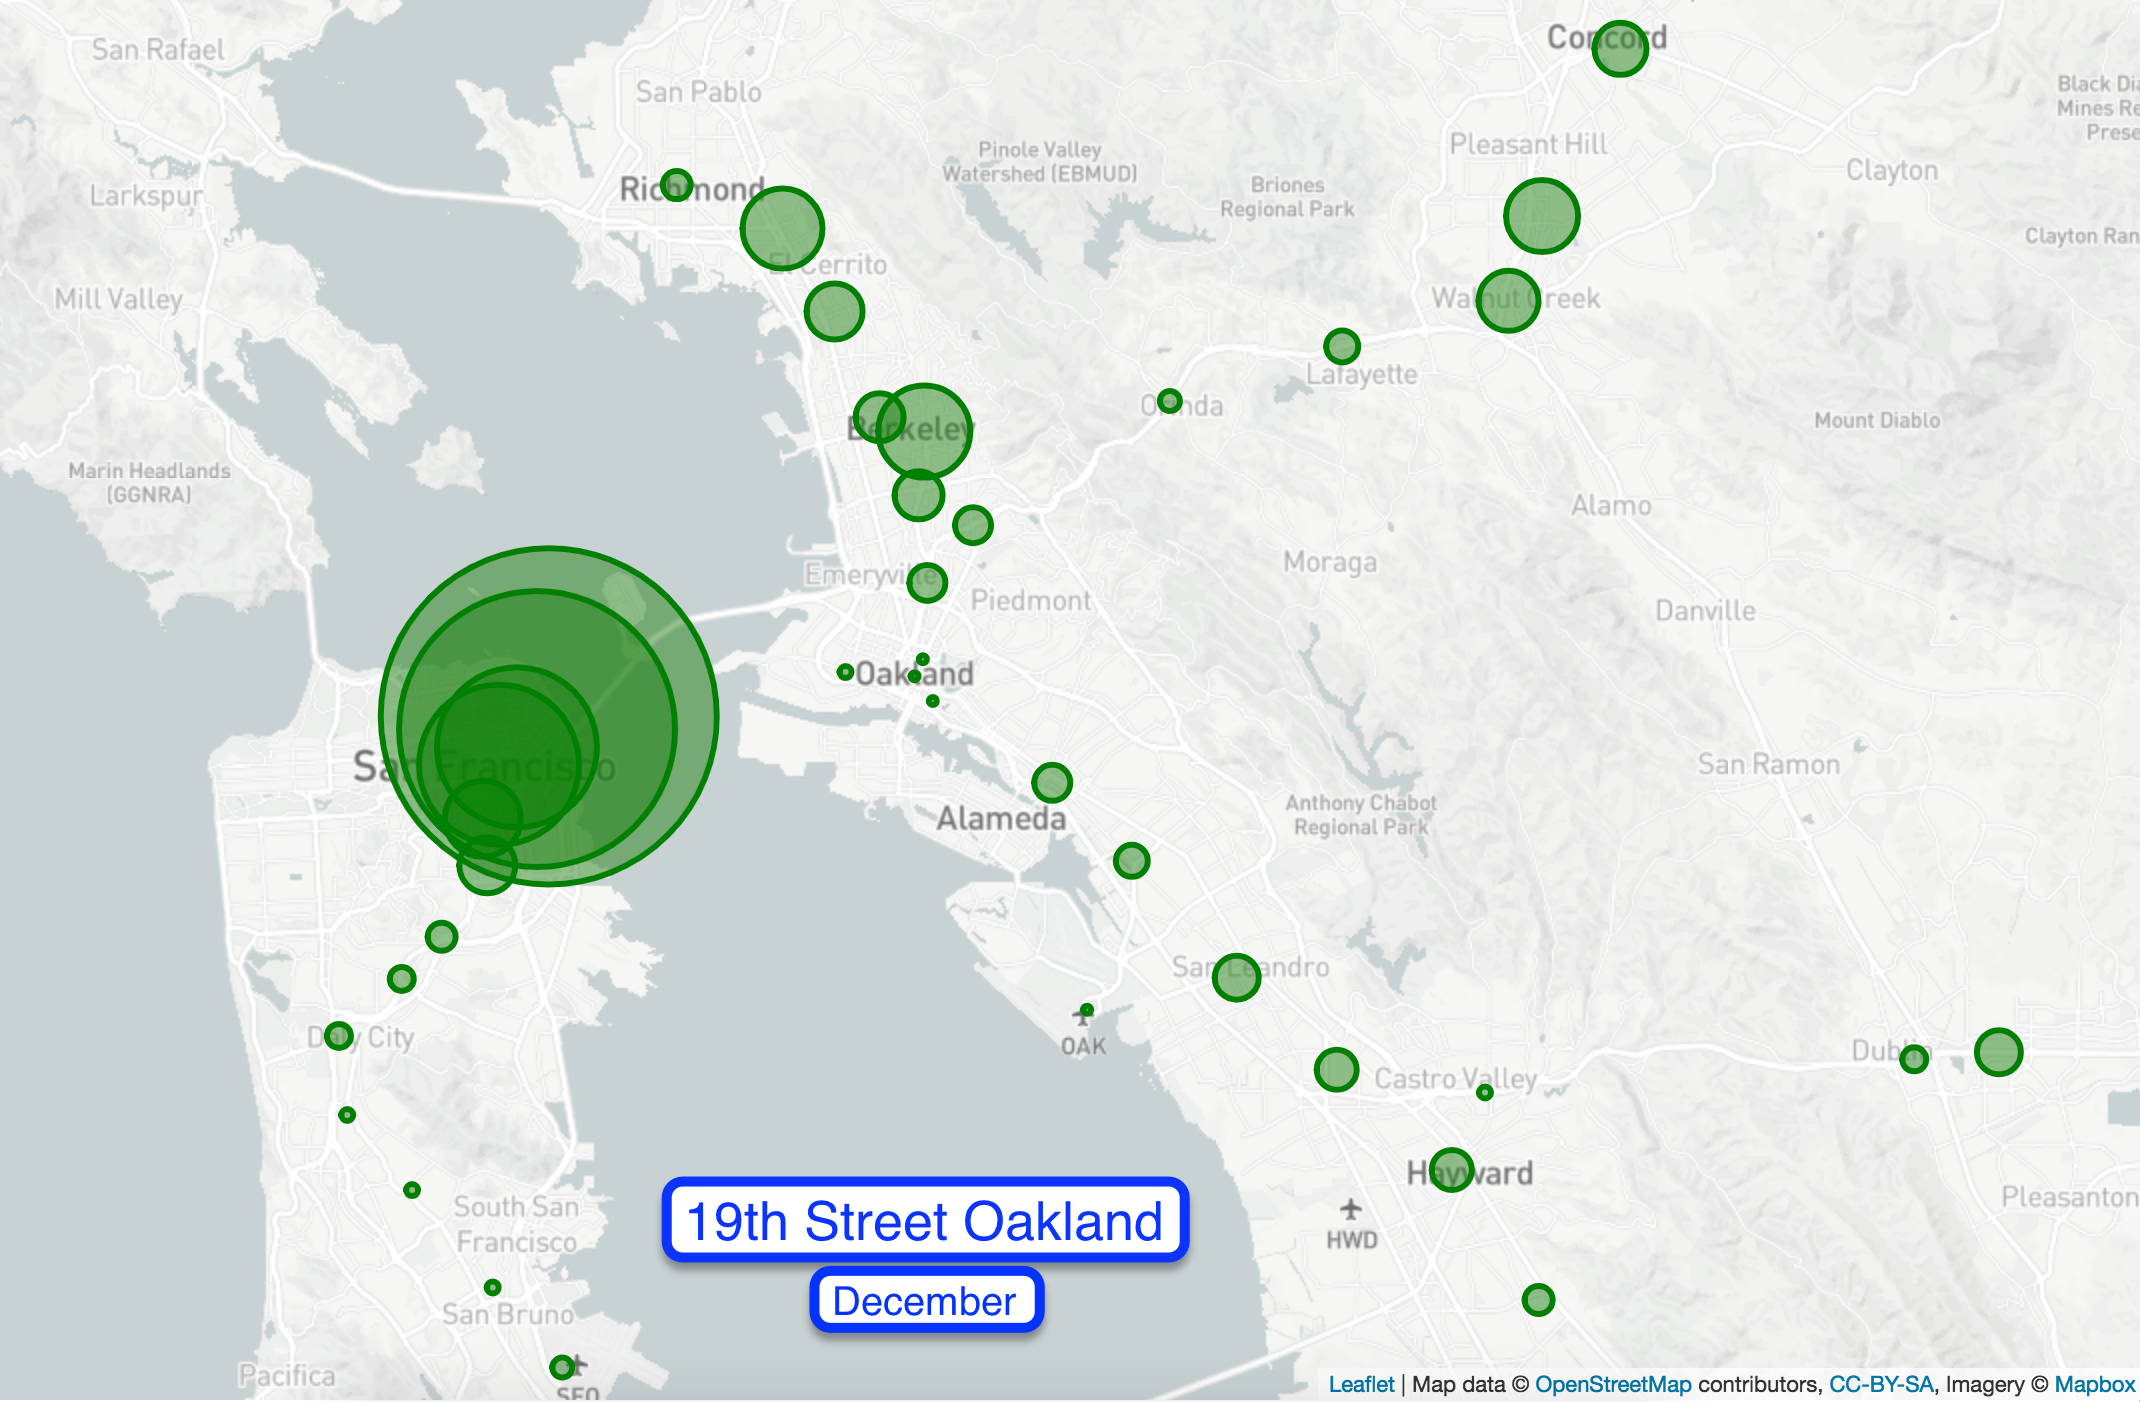 San Rafael
Concord
San Pablo
Black Dia
Mines Re
Prese
Pleasant Hill
Pinole Valley
Watershed (EBMUD)
Clayton
Larkspur
Richmond
Briones
Regional Park
Clayton Ran
El Cerrito
Mill Valley
Walnut Creek
Lafayette
Orinda
Mount Diablo
Berkeley
Marin Headlands
(GGNRA)
Alamo
Moraga
Emeryville
Piedmont
Danville
Oakland
San Francisco
San Ramon
Alameda
Anthony Chabot
Regional Park
San Leandro
Daly City
OAK
Dublin
Castro Valley
Hayward
Pleasanton
South San
Francisco
19th Street Oakland
HWD
December
San Bruno
Pacifica
SFO
Leaflet | Map data © OpenStreetMap contributors, CC-BY-SA, Imagery © Mapbox